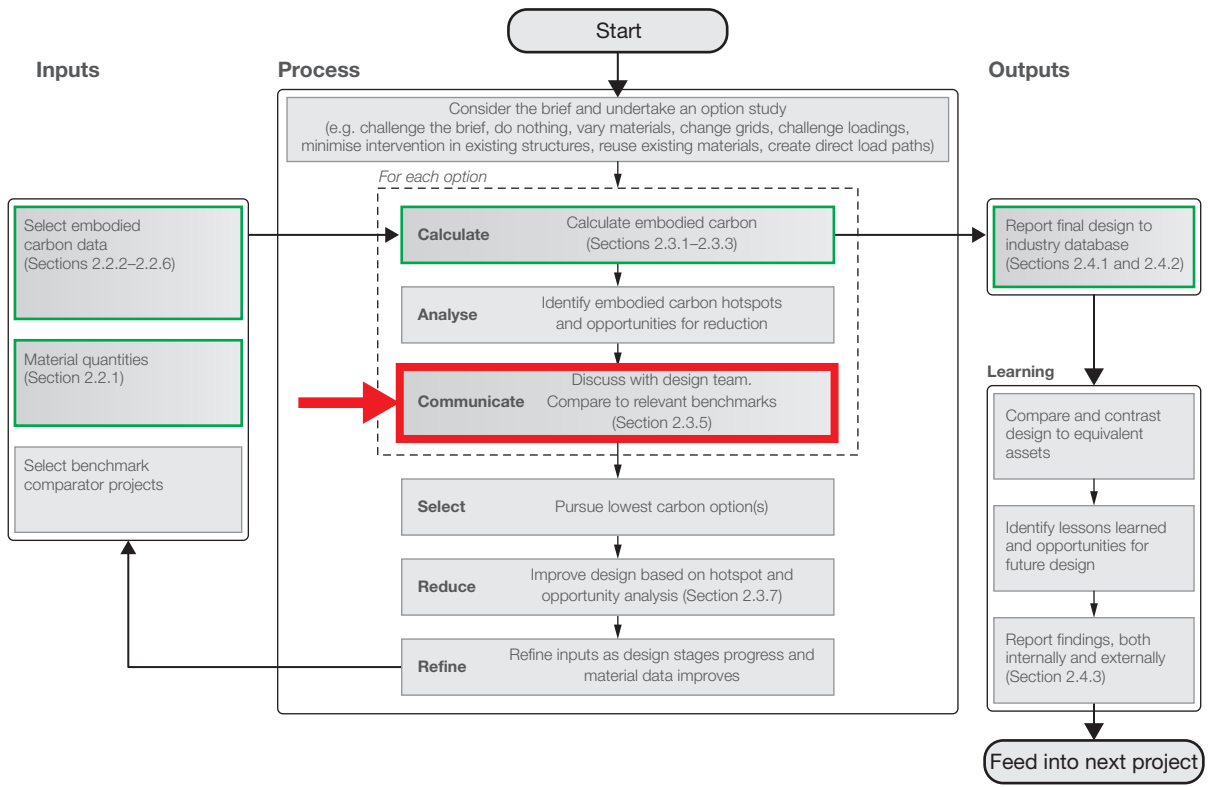 Start
Inputs
Process
Outputs
Consider the brief and undertake an option study
(e.g. challenge the brief, do nothing, vary materials, change grids, challenge loadings,
minimise intervention in existing structures, reuse existing materials, create direct load paths)
For each option
Select embodied
carbon data
(Sections 2.2.2–2.2.6)
Material quantities
(Section 2.2.1)
Select benchmark
comparator projects
Calculate
Calculate embodied carbon
(Sections 2.3.1–2.3.3)
Analyse
Identify embodied carbon hotspots
and opportunities for reduction
Communicate
Discuss with design team.
Compare to relevant benchmarks
(Section 2.3.5)
Select
Pursue lowest carbon option(s)
Reduce
Improve design based on hotspot and
opportunity analysis (Section 2.3.7)
Refine
Refine inputs as design stages progress and
material data improves
Report final design to
industry database
(Sections 2.4.1 and 2.4.2)
Learning
Compare and contrast
design to equivalent
assets
Identify lessons learned
and opportunities for
future design
Report findings, both
internally and externally
(Section 2.4.3)
Feed into next project